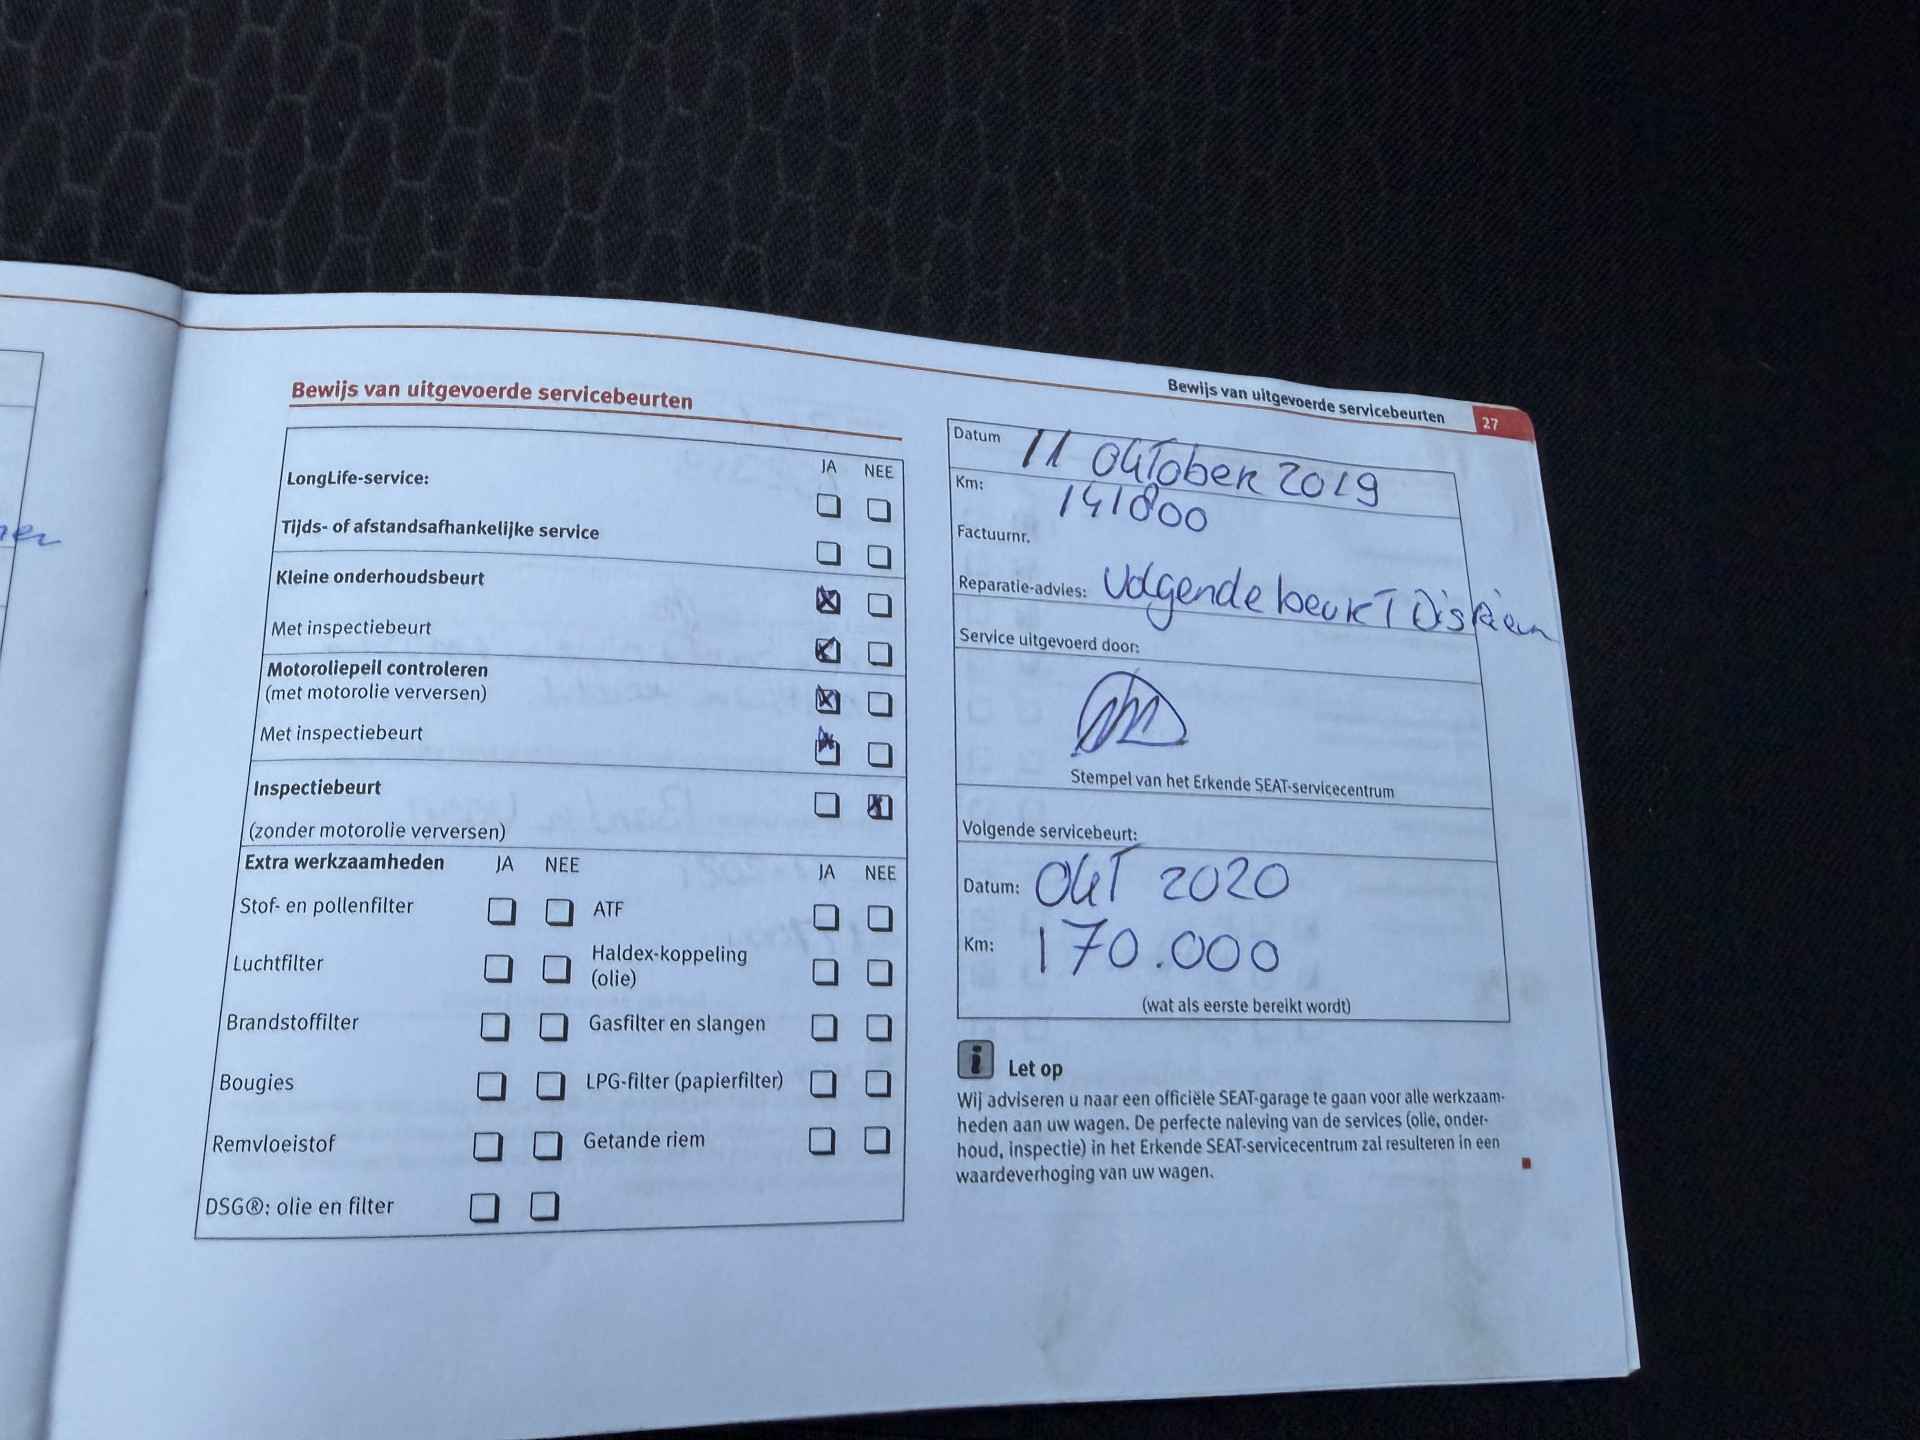 Bewijs van uitgevoerde servicebeurten
27
Bewijs van uitgevoerde servicebeurten
JA NEE
LongLife-service:
Tijds- of afstandsafhankelijke service
Kleine onderhoudsbeurt
Met inspectiebeurt
Motoroliepeil controleren
(met motorolie verversen)
Met inspectiebeurt
Inspectiebeurt
(zonder motorolie verversen)
Extra werkzaamheden JA NEE JA NEE
Stof- en pollenfilter ATF
Luchtfilter Haldex-koppeling
(olie)
Brandstoffilter Gasfilter en slangen
Bougies LPG-filter (papierfilter)
Remvloeistof Getande riem
DSG®: olie en filter
Datum 11 oktober 2019
Km: 141800
Factuurnr.
Reparatie-advies: Volgende beurt
Service uitgevoerd door:
Stempel van het Erkende SEAT-servicecentrum
Volgende servicebeurt:
Datum: okt 2020
Km: 170.000
(wat als eerste bereikt wordt)
i Let op
Wij adviseren u naar een officiële SEAT-garage te gaan voor alle werkzaam-
heden aan uw wagen. De perfecte naleving van de services (olie, onder-
houd, inspectie) in het Erkende SEAT-servicecentrum zal resulteren in een
waardeverhoging van uw wagen.